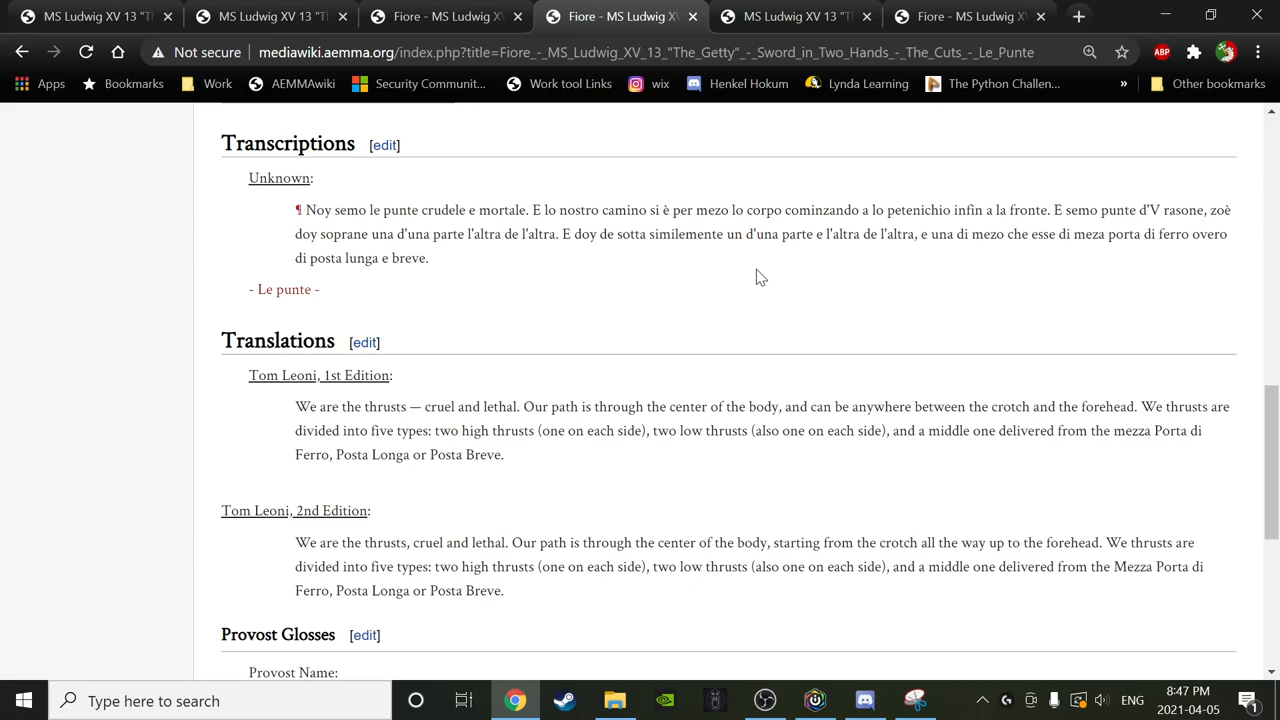 MS Ludwig XV 13 "Th
MS Ludwig XV 13 "T
Fiore - MS Ludwig XV
Fiore - MS Ludwig XV
MS Ludwig XV 13 "T
Fiore - MS Ludwig XV
Not secure
mediawiki.aemma.org/index.php?title=Fiore_-_MS_Ludwig_XV_13_"The_Getty"_-_Sword_in_Two_Hands_-_The_Cuts_-_Le_Punte
ABP
Apps
Bookmarks
Work
AEMMAwiki
Security Communit...
Work tool Links
wix
Henkel Hokum
Lynda Learning
The Python Challen...
»
Other bookmarks
Transcriptions [edit]
Unknown:
¶ Noy semo le punte crudele e mortale. E lo nostro camino si è per mezo lo corpo cominzando a lo petenichio infin a la fronte. E semo punte d'V rasone, zoè
doy soprane una d'una parte l'altra de l'altra. E doy de sotta similemente un d'una parte e l'altra de l'altra, e una di mezo che esse di meza porta di ferro overo
di posta lunga e breve.
- Le punte -
Translations [edit]
Tom Leoni, 1st Edition:
We are the thrusts — cruel and lethal. Our path is through the center of the body, and can be anywhere between the crotch and the forehead. We thrusts are
divided into five types: two high thrusts (one on each side), two low thrusts (also one on each side), and a middle one delivered from the mezza Porta di
Ferro, Posta Longa or Posta Breve.
Tom Leoni, 2nd Edition:
We are the thrusts, cruel and lethal. Our path is through the center of the body, starting from the crotch all the way up to the forehead. We thrusts are
divided into five types: two high thrusts (one on each side), two low thrusts (also one on each side), and a middle one delivered from the Mezza Porta di
Ferro, Posta Longa or Posta Breve.
Provost Glosses [edit]
Provost Name:
Type here to search
ENG
8:47 PM
2021-04-05
1